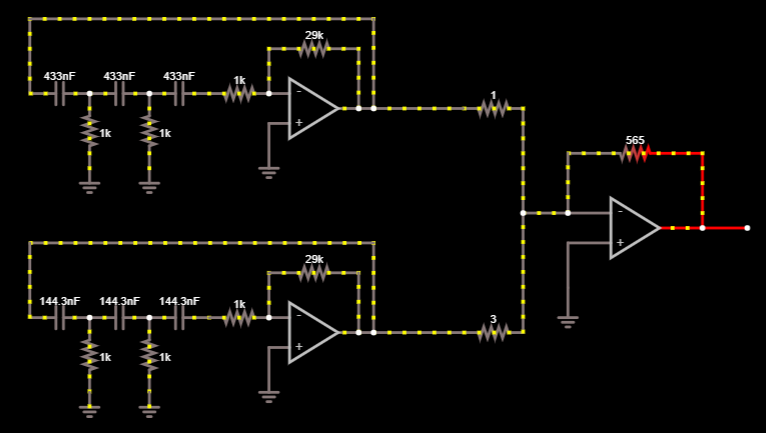 29k
433nF 433nF 433nF
1k
1k 1k
-
+
1
565
-
+
29k
144.3nF 144.3nF 144.3nF
1k
1k 1k
-
+
3